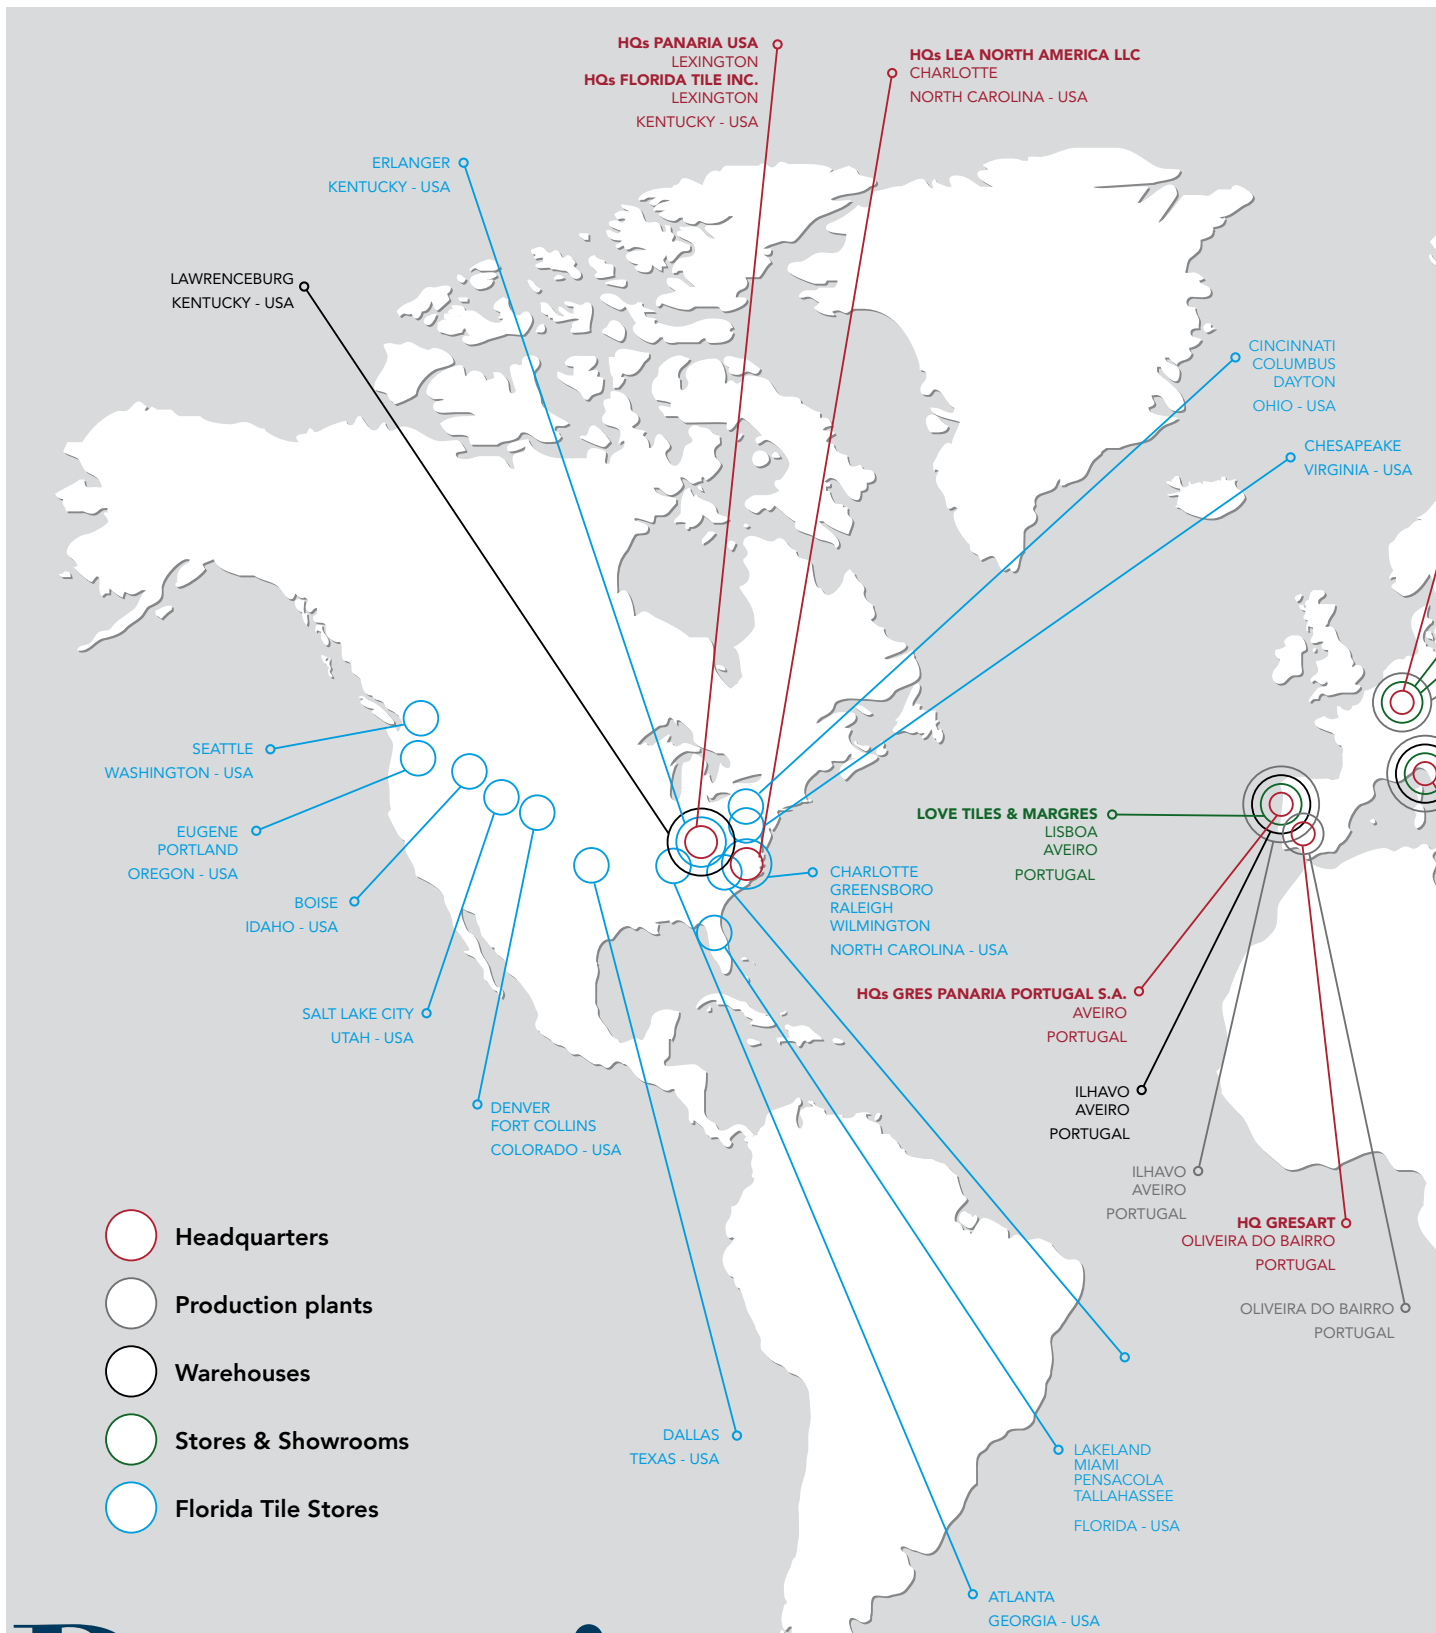 HQs PANARIA USA
LEXINGTON
HQs FLORIDA TILE INC.
LEXINGTON
KENTUCKY - USA
HQs LEA NORTH AMERICA LLC
CHARLOTTE
NORTH CAROLINA - USA
ERLANGER
KENTUCKY - USA
LAWRENCEBURG
KENTUCKY - USA
CINCINNATI
COLUMBUS
DAYTON
OHIO - USA
CHESAPEAKE
VIRGINIA - USA
SEATTLE
WASHINGTON - USA
EUGENE
PORTLAND
OREGON - USA
BOISE
IDAHO - USA
SALT LAKE CITY
UTAH - USA
DENVER
FORT COLLINS
COLORADO - USA
LOVE TILES & MARGRES
LISBOA
AVEIRO
PORTUGAL
CHARLOTTE
GREENSBORO
RALEIGH
WILMINGTON
NORTH CAROLINA - USA
HQs GRES PANARIA PORTUGAL S.A.
AVEIRO
PORTUGAL
ILHAVO
AVEIRO
PORTUGAL
ILHAVO
AVEIRO
PORTUGAL
HQ GRESART
OLIVEIRA DO BAIRRO
PORTUGAL
OLIVEIRA DO BAIRRO
PORTUGAL
Headquarters
Production plants
Warehouses
Stores & Showrooms
Florida Tile Stores
DALLAS
TEXAS - USA
LAKELAND
MIAMI
PENSACOLA
TALLAHASSEE
FLORIDA - USA
ATLANTA
GEORGIA - USA